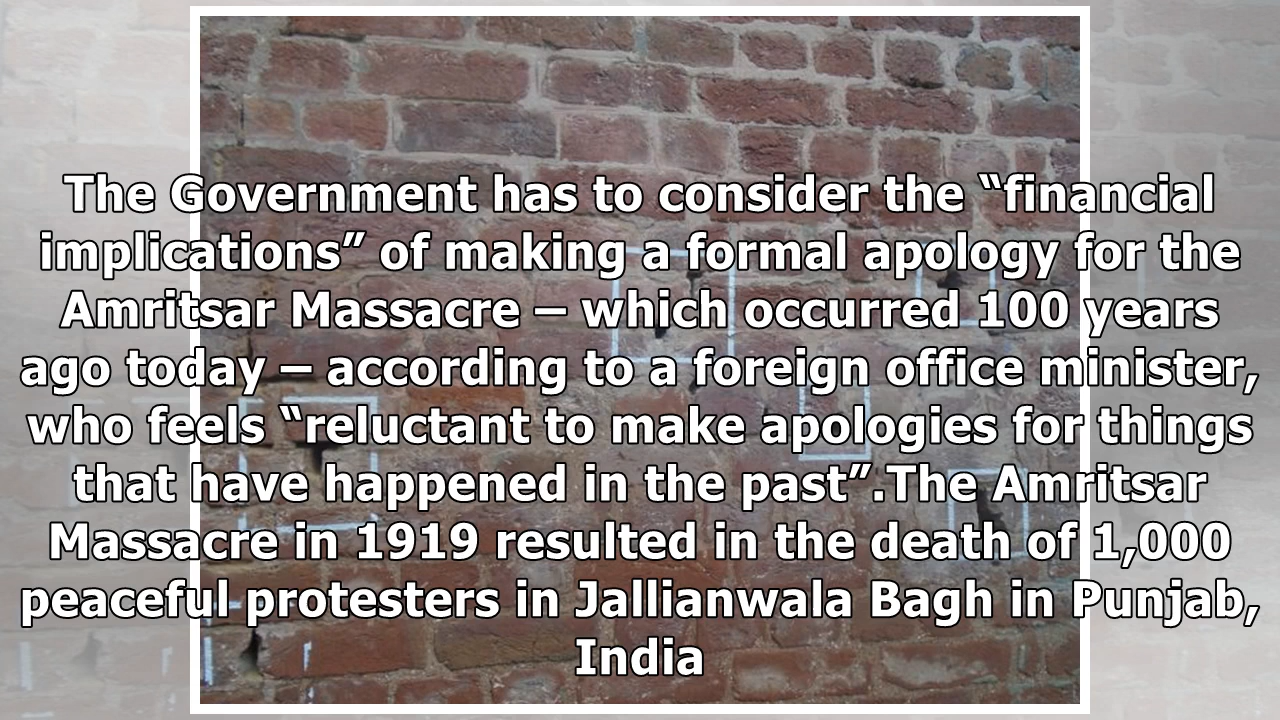 The Government has to consider the “financial
implications” of making a formal apology for the
Amritsar Massacre – which occurred 100 years
ago today – according to a foreign office minister,
who feels “reluctant to make apologies for things
that have happened in the past”.The Amritsar
Massacre in 1919 resulted in the death of 1,000
peaceful protesters in Jallianwala Bagh in Punjab,
India